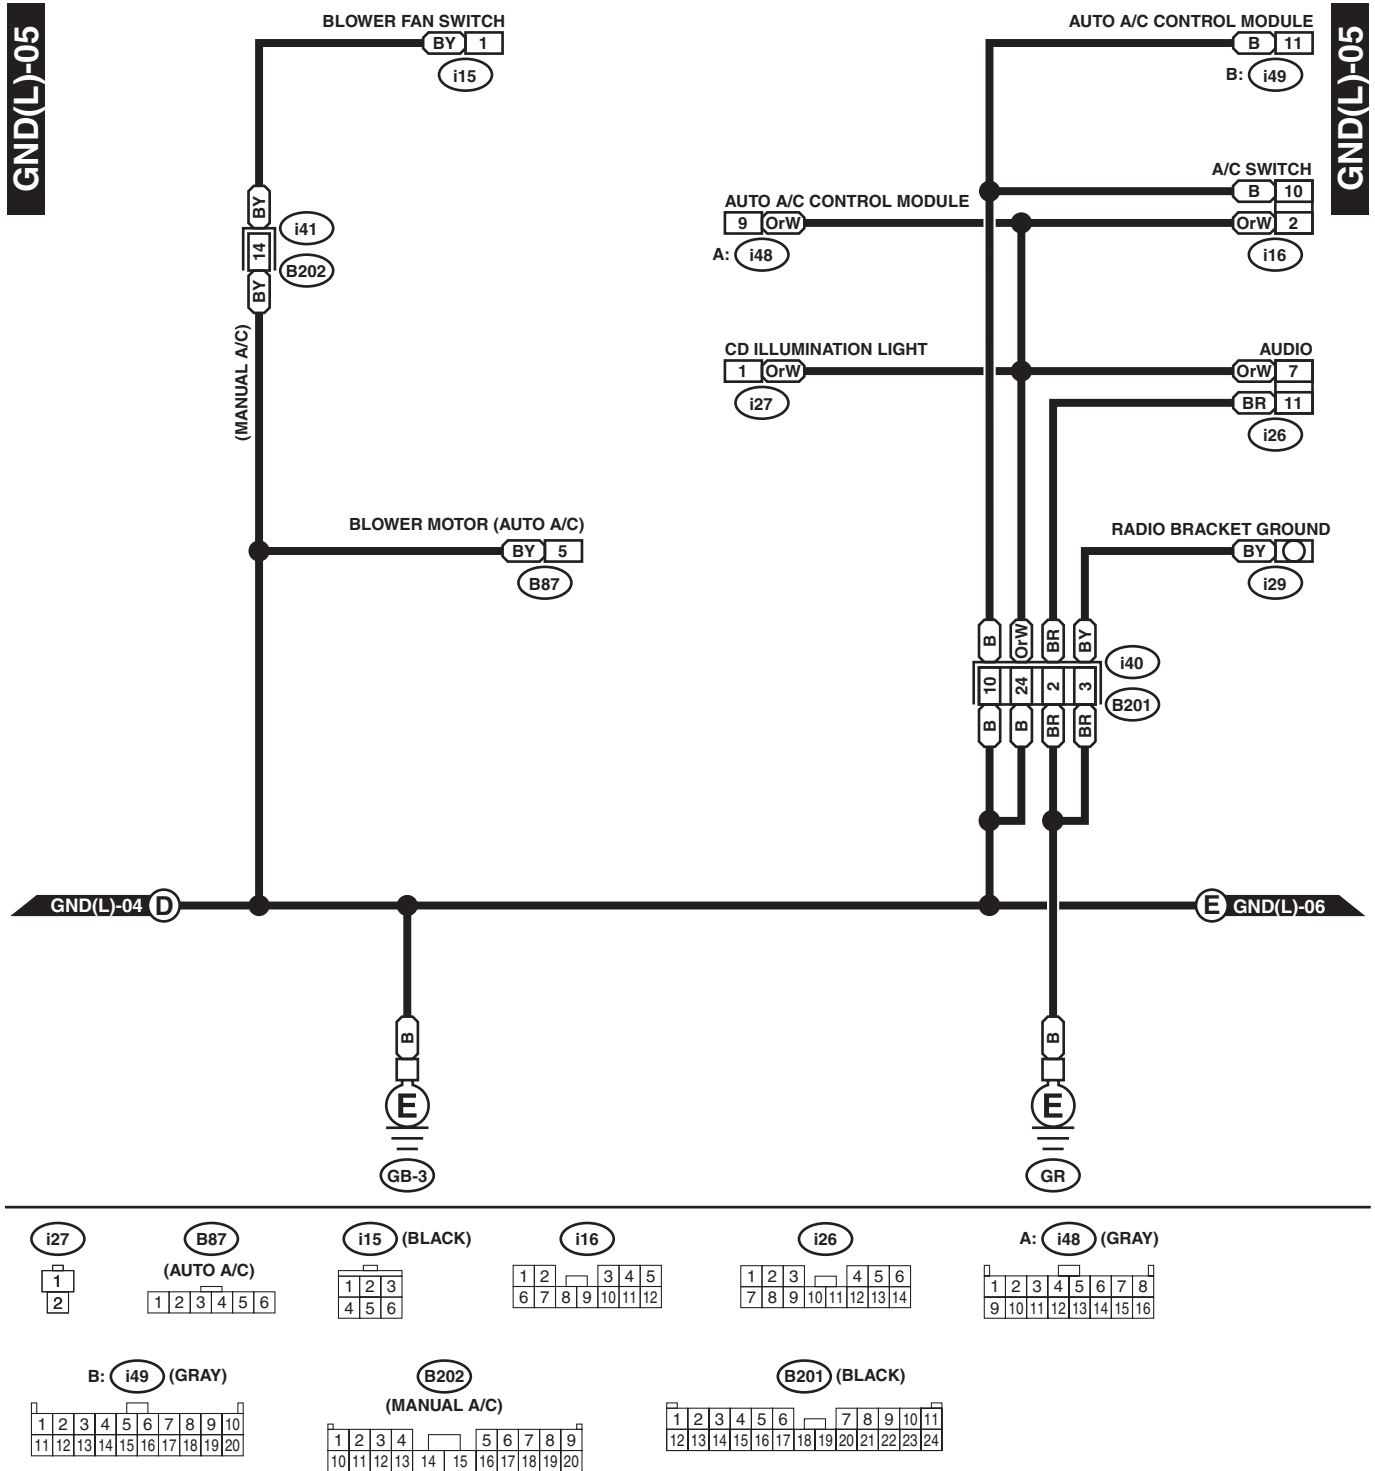 GND(L)-05
GND(L)-05
BLOWER FAN SWITCH
BY 1
i15
AUTO A/C CONTROL MODULE
B 11
B: i49
A/C SWITCH
B 10
OrW 2
i16
AUTO A/C CONTROL MODULE
9 OrW
A: i48
BY
i41
14
B202
BY
(MANUAL A/C)
CD ILLUMINATION LIGHT
1 OrW
i27
AUDIO
OrW 7
BR 11
i26
BLOWER MOTOR (AUTO A/C)
BY 5
B87
RADIO BRACKET GROUND
BY
i29
B OrW BR BY
i40
10 24 2 3
B201
B B BR BR
GND(L)-04 D
E GND(L)-06
B
E
GB-3
B
E
GR
i27
1
2
B87
(AUTO A/C)
1 2 3 4 5 6
i15 (BLACK)
1 2 3
4 5 6
i16
1 2 3 4 5
6 7 8 9 10 11 12
i26
1 2 3 4 5 6
7 8 9 10 11 12 13 14
A: i48 (GRAY)
1 2 3 4 5 6 7 8
9 10 11 12 13 14 15 16
B: i49 (GRAY)
1 2 3 4 5 6 7 8 9 10
11 12 13 14 15 16 17 18 19 20
B202
(MANUAL A/C)
1 2 3 4 5 6 7 8 9
10 11 12 13 14 15 16 17 18 19 20
B201 (BLACK)
1 2 3 4 5 6 7 8 9 10 11
12 13 14 15 16 17 18 19 20 21 22 23 24